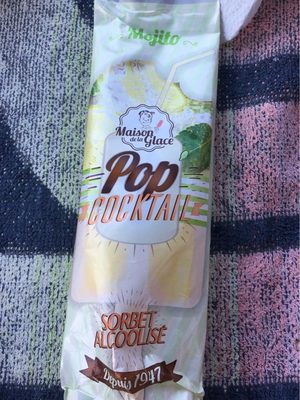 Mojito
Maison
de la Glace
Pop
COCKTAIL
SORBET
ALCOOLISÉ
Depuis 1947